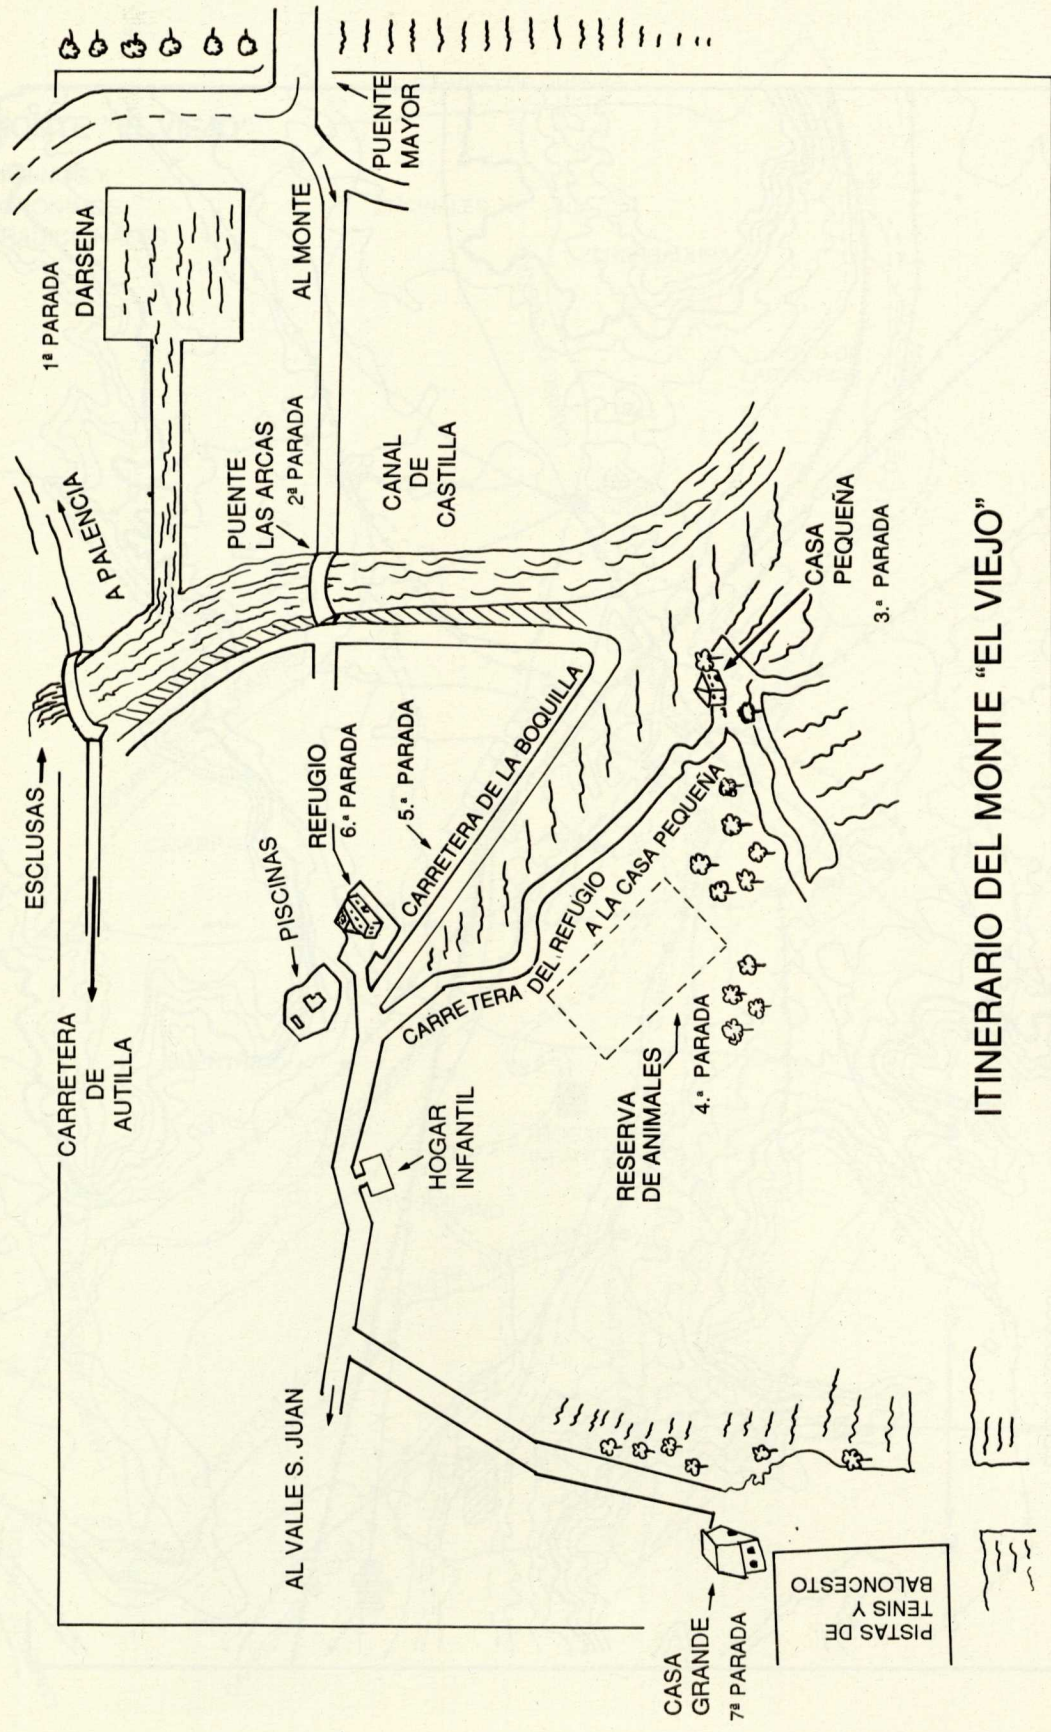 CARRETERA
DE
AUTILLA
ESCLUSAS
A PALENCIA
1ª PARADA
DARSENA
PUENTE
LAS ARCAS
2ª PARADA
AL MONTE
PUENTE
MAYOR
CANAL
DE
CASTILLA
PISCINAS
REFUGIO
6.ª PARADA
5.ª PARADA
CARRETERA DE LA BOQUILLA
CARRETERA DEL REFUGIO
A LA CASA PEQUEÑA
CASA
PEQUEÑA
3.ª PARADA
HOGAR
INFANTIL
RESERVA
DE ANIMALES
4.ª PARADA
AL VALLE S. JUAN
CASA
GRANDE
7ª PARADA
PISTAS DE
TENIS Y
BALONCESTO
ITINERARIO DEL MONTE "EL VIEJO"